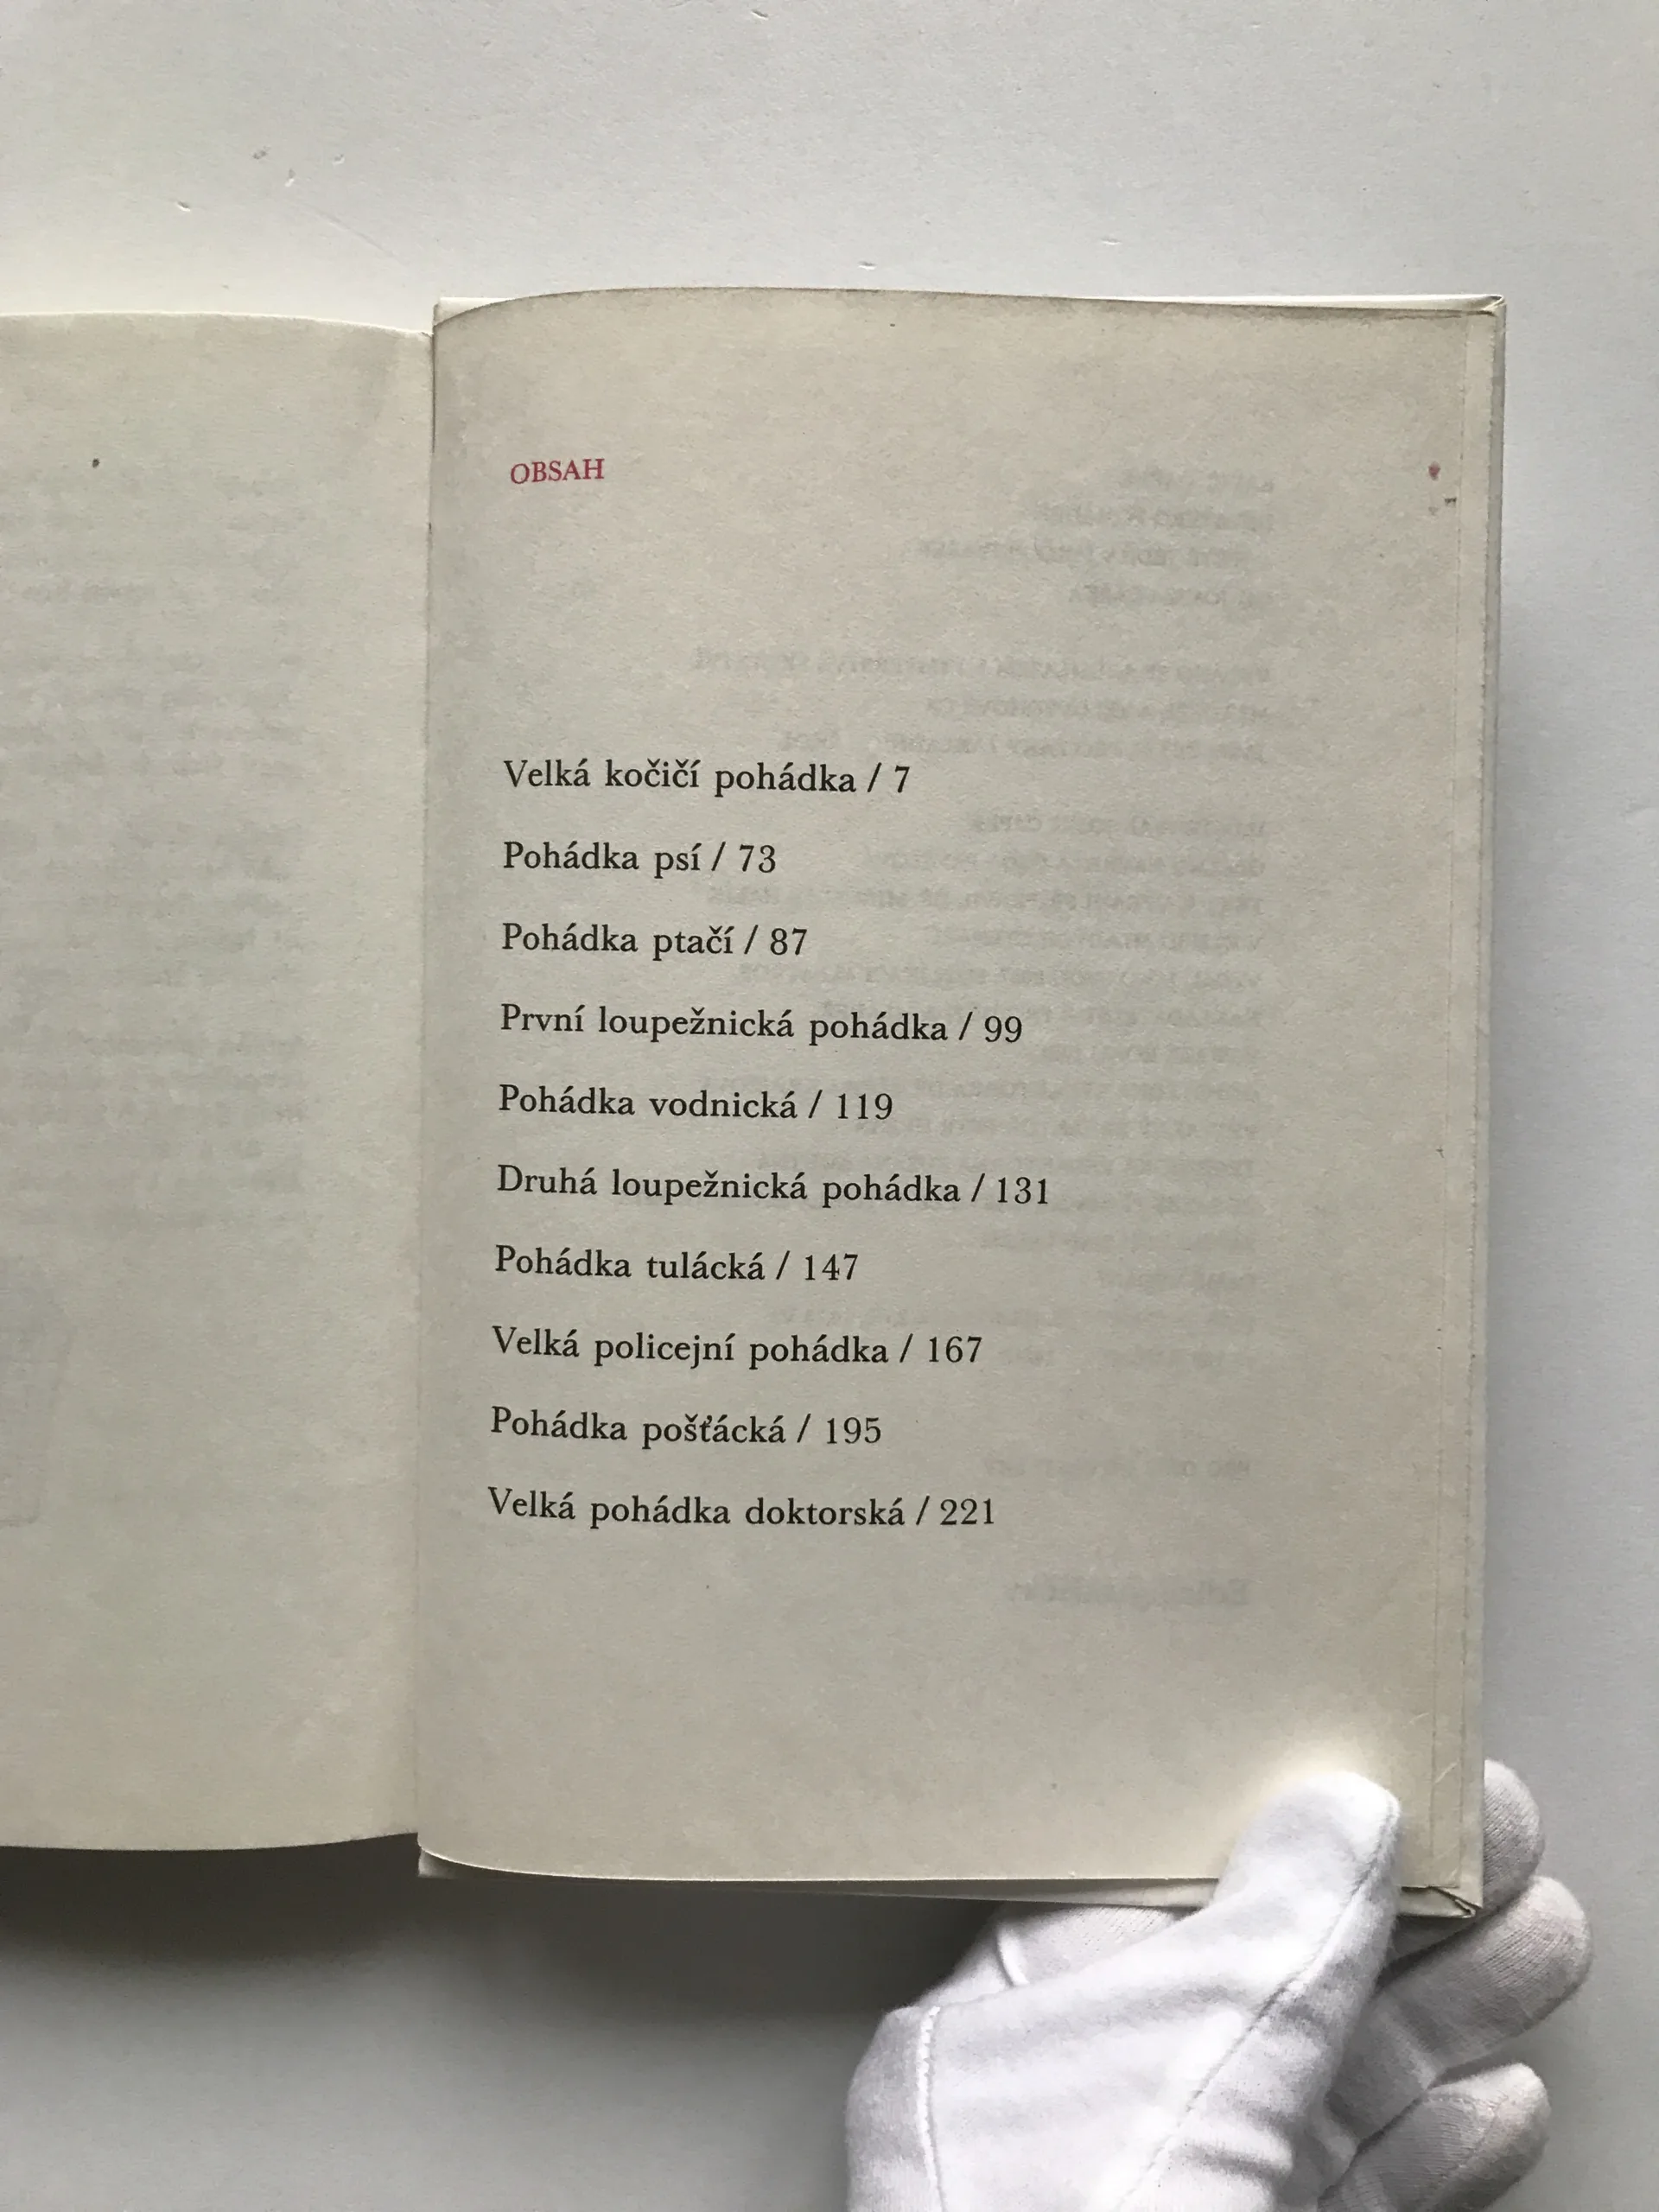 OBSAH
Velká kočičí pohádka / 7
Pohádka psí / 73
Pohádka ptačí / 87
První loupežnická pohádka / 99
Pohádka vodnická / 119
Druhá loupežnická pohádka / 131
Pohádka tulácká / 147
Velká policejní pohádka / 167
Pohádka pošťácká / 195
Velká pohádka doktorská / 221